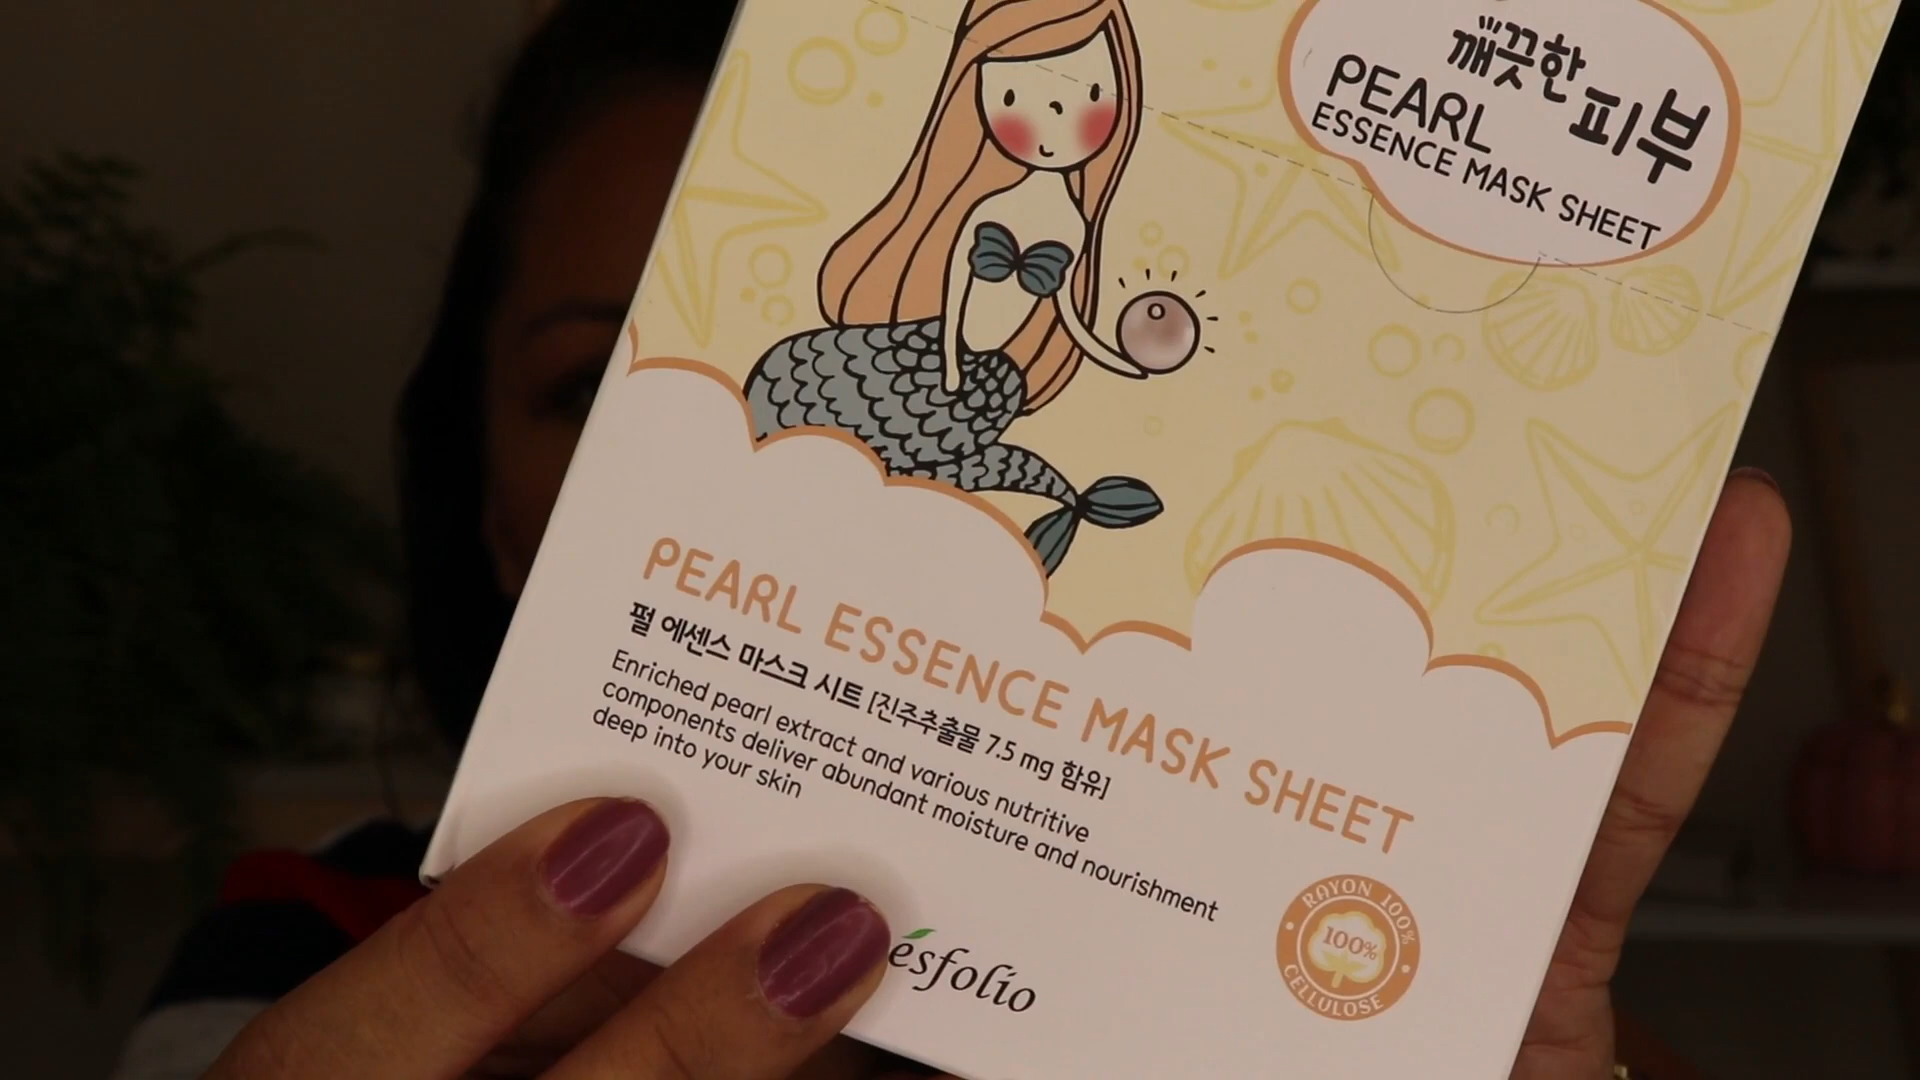 깨끗한
피부
PEARL
ESSENCE MASK SHEET
PEARL ESSENCE MASK SHEET
펄 에센스 마스크 시트 [진주추출물 7.5 mg 함유]
Enriched pearl extract and various nutritive
components deliver abundant moisture and nourishment
deep into your skin
ésfolío
RAYON 100%
100%
CELLULOSE